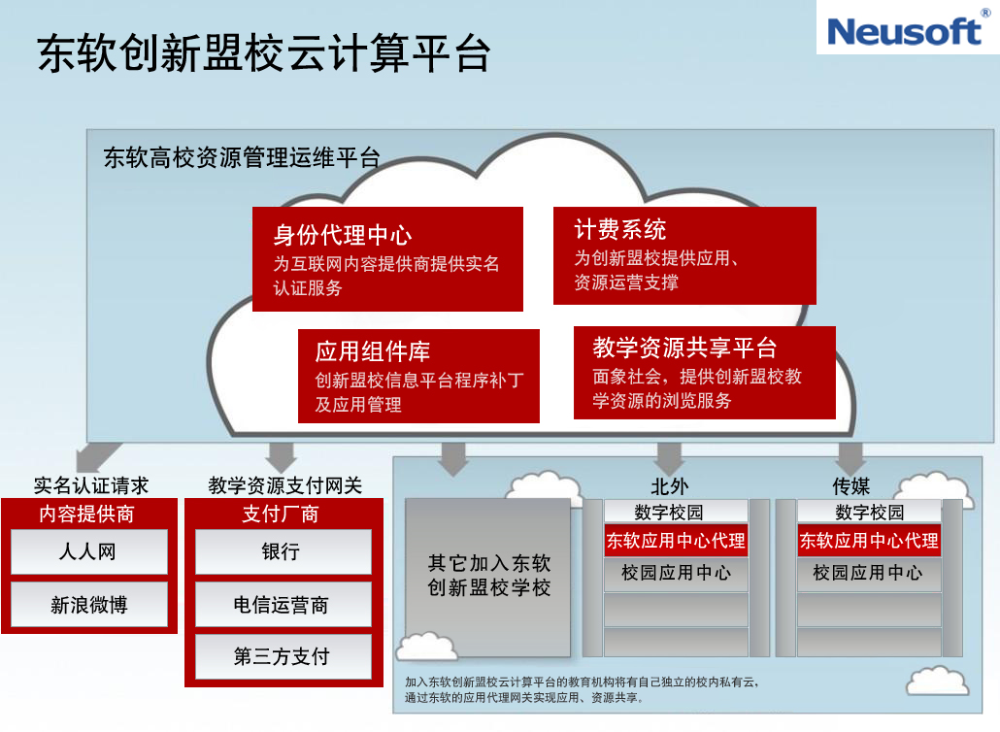 东软创新盟校云计算平台
Neusoft®
东软高校资源管理运维平台
身份代理中心
为互联网内容提供商提供实名
认证服务
计费系统
为创新盟校提供应用、
资源运营支撑
应用组件库
创新盟校信息平台程序补丁
及应用管理
教学资源共享平台
面象社会，提供创新盟校教
学资源的浏览服务
实名认证请求
内容提供商
人人网
新浪微博
教学资源支付网关
支付厂商
银行
电信运营商
第三方支付
其它加入东软
创新盟校学校
北外
数字校园
东软应用中心代理
校园应用中心
传媒
数字校园
东软应用中心代理
校园应用中心
加入东软创新盟校云计算平台的教育机构将有自己独立的校内私有云，
通过东软的应用代理网关实现应用、资源共享。